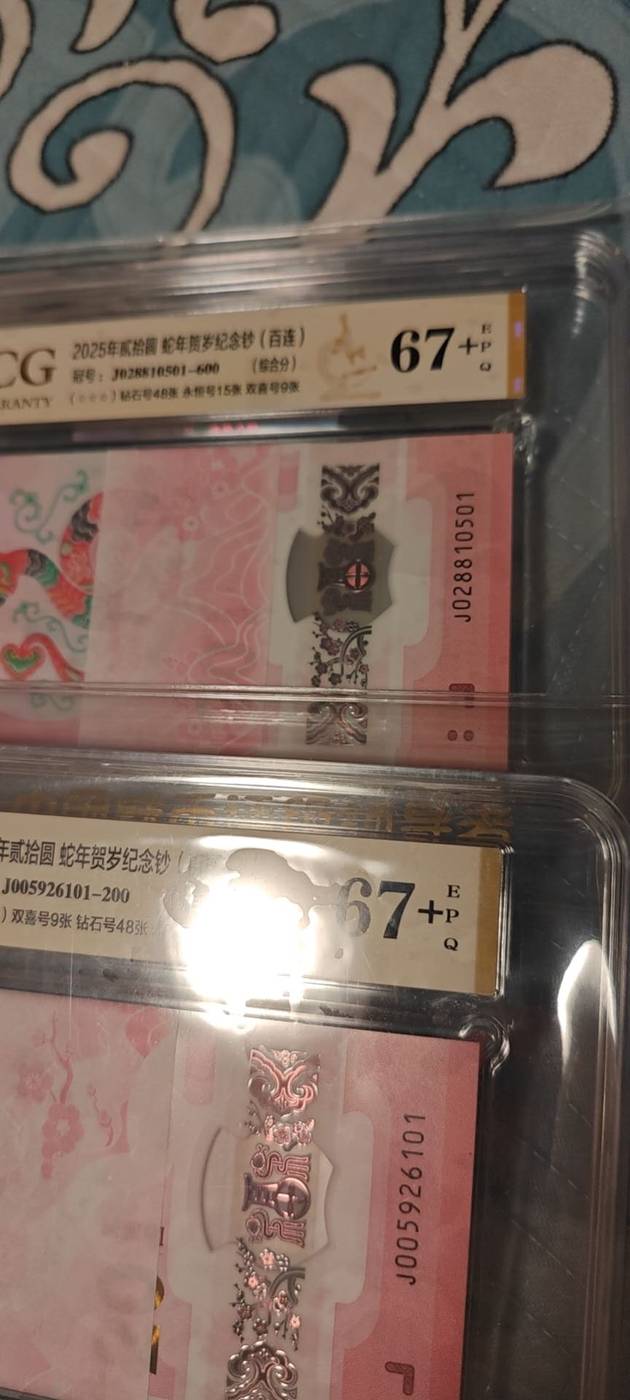 CG
RANTY
2025年贰拾圆 蛇年贺岁纪念钞（百连）
冠号： J028810501-600 （综合分）
（☆☆☆）钻石号48张 永恒号15张 双喜号9张
67+
E
P
Q
J028810501
年贰拾圆 蛇年贺岁纪念钞（
J005926101-200
）双喜号9张 钻石号48张
67+
E
P
Q
J005926101